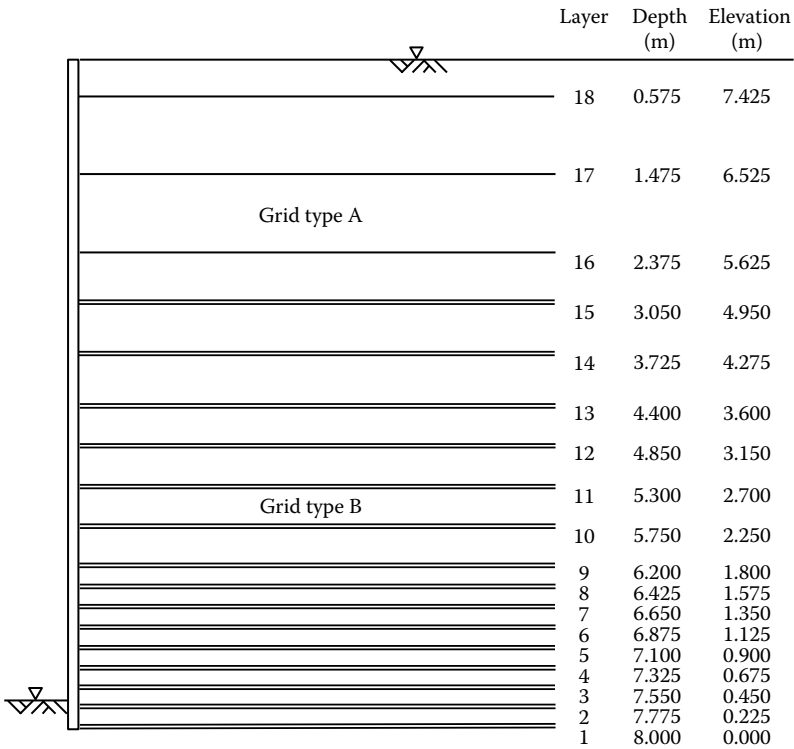 Layer Depth Elevation
(m) (m)
18 0.575 7.425
17 1.475 6.525
Grid type A
16 2.375 5.625
15 3.050 4.950
14 3.725 4.275
13 4.400 3.600
12 4.850 3.150
11 5.300 2.700
Grid type B
10 5.750 2.250
9 6.200 1.800
8 6.425 1.575
7 6.650 1.350
6 6.875 1.125
5 7.100 0.900
4 7.325 0.675
3 7.550 0.450
2 7.775 0.225
1 8.000 0.000